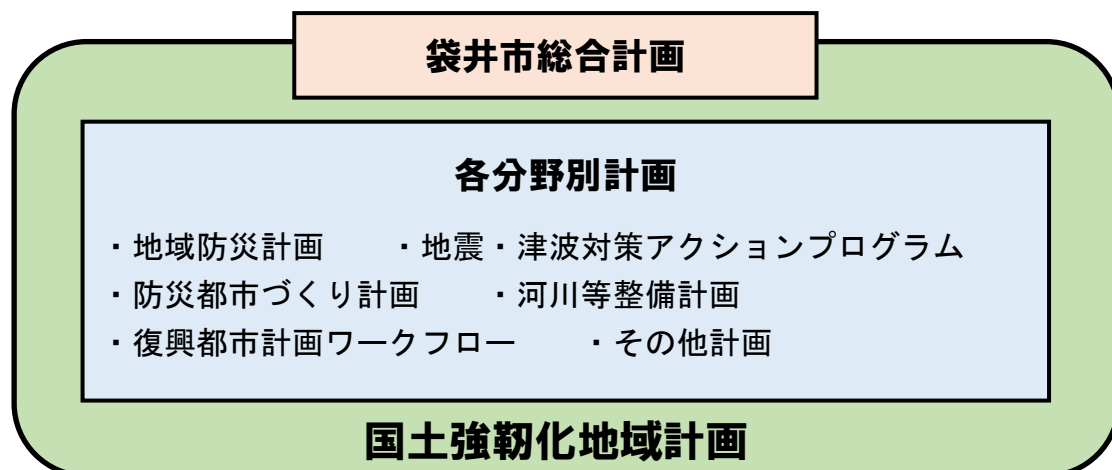 袋井市総合計画
各分野別計画
・地域防災計画　　・地震・津波対策アクションプログラム
・防災都市づくり計画　　・河川等整備計画
・復興都市計画ワークフロー　　・その他計画
国土強靱化地域計画